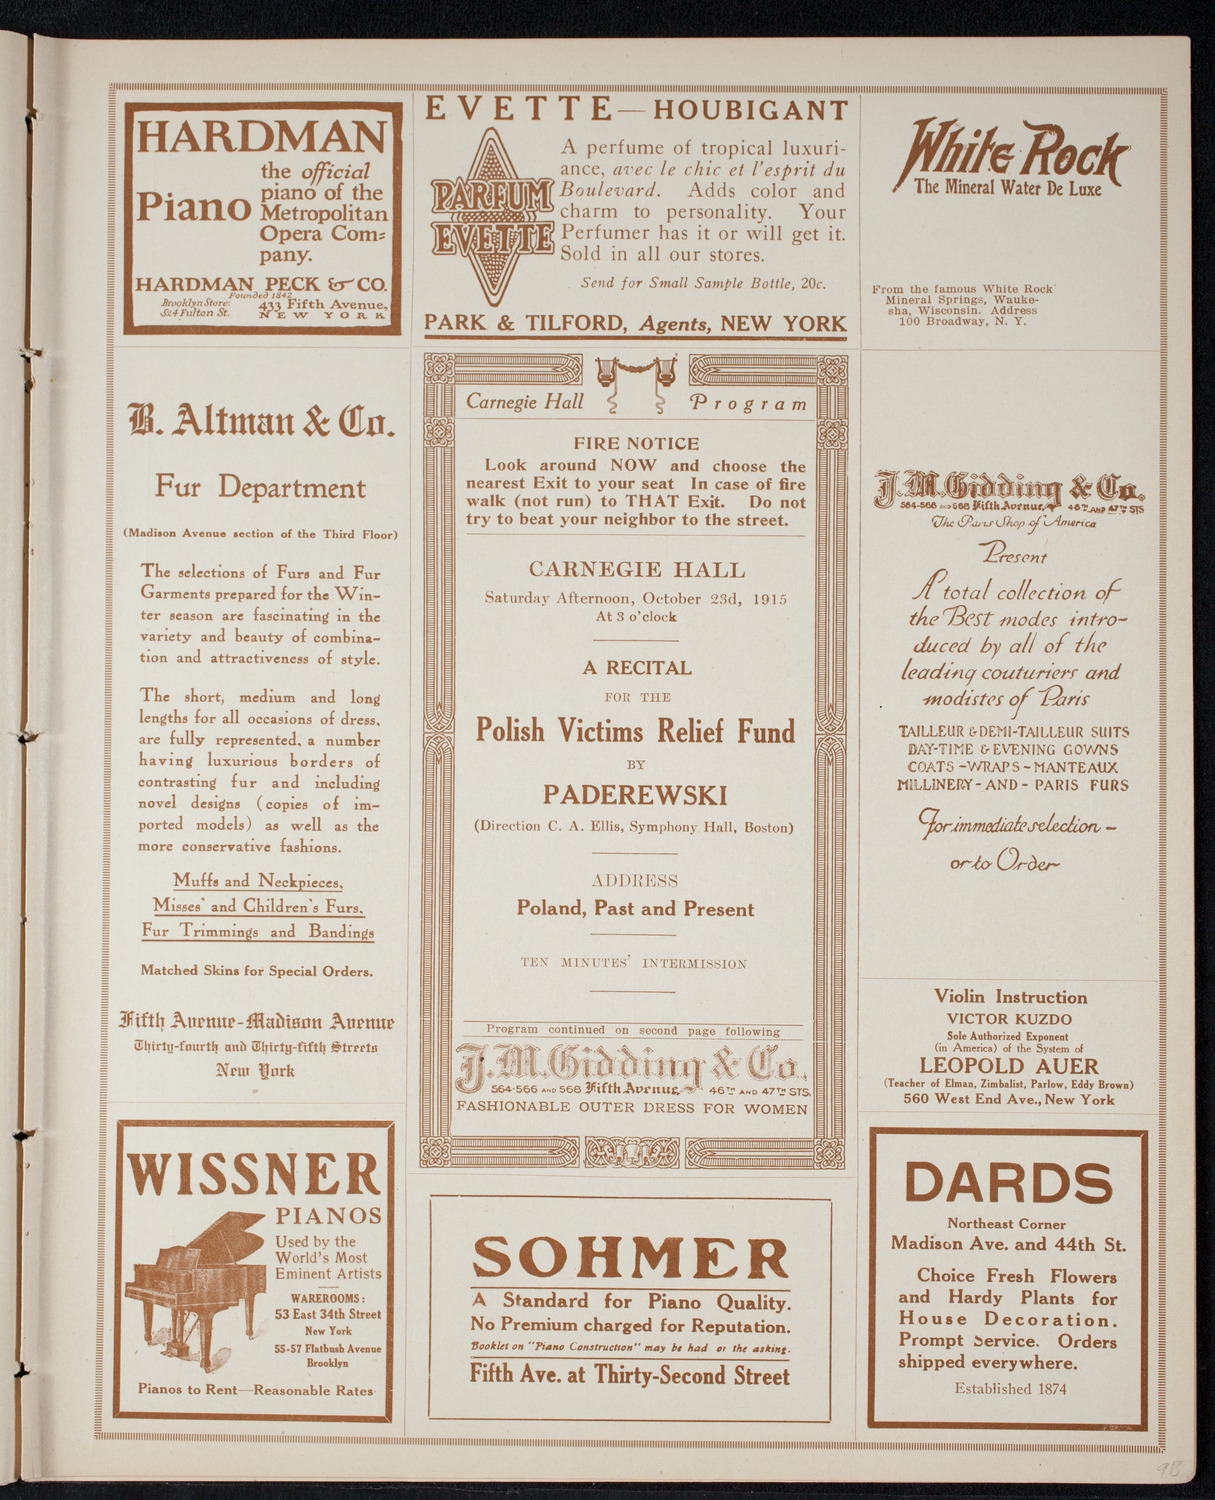 HARDMAN
Piano
the official
piano of the
Metropolitan
Opera Com=
pany.
HARDMAN PECK & CO.
Founded 1842
Brooklyn Store:
524 Fulton St.
433 Fifth Avenue,
NEW YORK
EVETTE—HOUBIGANT
PARFUM
EVETTE
A perfume of tropical luxuri-
ance, avec le chic et l'esprit du
Boulevard. Adds color and
charm to personality. Your
Perfumer has it or will get it.
Sold in all our stores.
Send for Small Sample Bottle, 20c.
PARK & TILFORD, Agents, NEW YORK
White Rock
The Mineral Water De Luxe
From the famous White Rock
Mineral Springs, Wauke-
sha, Wisconsin. Address
100 Broadway, N. Y.
B. Altman & Co.
Fur Department
(Madison Avenue section of the Third Floor)
The selections of Furs and Fur
Garments prepared for the Win-
ter season are fascinating in the
variety and beauty of combina-
tion and attractiveness of style.
The short, medium and long
lengths for all occasions of dress,
are fully represented, a number
having luxurious borders of
contrasting fur and including
novel designs (copies of im-
ported models) as well as the
more conservative fashions.
Muffs and Neckpieces,
Misses' and Children's Furs,
Fur Trimmings and Bandings
Matched Skins for Special Orders.
Fifth Avenue-Madison Avenue
Thirty-fourth and Thirty-fifth Streets
New York
Carnegie Hall Program
FIRE NOTICE
Look around NOW and choose the
nearest Exit to your seat In case of fire
walk (not run) to THAT Exit. Do not
try to beat your neighbor to the street.
CARNEGIE HALL
Saturday Afternoon, October 23d, 1915
At 3 o'clock
A RECITAL
FOR THE
Polish Victims Relief Fund
BY
PADEREWSKI
(Direction C. A. Ellis, Symphony Hall, Boston)
ADDRESS
Poland, Past and Present
TEN MINUTES' INTERMISSION
Program continued on second page following
J.M. Gidding & Co.
564-566 AND 568 Fifth Avenue, 46TH AND 47TH STS.
FASHIONABLE OUTER DRESS FOR WOMEN
J.M. Gidding & Co.
564-566 AND 568 Fifth Avenue, 46TH AND 47TH STS
The Paris Shop of America
Present
A total collection of
the Best modes intro-
duced by all of the
leading couturiers and
modistes of Paris
TAILLEUR & DEMI-TAILLEUR SUITS
DAY-TIME & EVENING GOWNS
COATS - WRAPS - MANTEAUX
MILLINERY - AND - PARIS FURS
For immediate selection -
or to Order
Violin Instruction
VICTOR KUZDO
Sole Authorized Exponent
(in America) of the System of
LEOPOLD AUER
(Teacher of Elman, Zimbalist, Parlow, Eddy Brown)
560 West End Ave., New York
WISSNER
PIANOS
Used by the
World's Most
Eminent Artists
WAREROOMS:
53 East 34th Street
New York
55-57 Flatbush Avenue
Brooklyn
Pianos to Rent—Reasonable Rates
SOHMER
A Standard for Piano Quality.
No Premium charged for Reputation.
Booklet on "Piano Construction" may be had or the asking.
Fifth Ave. at Thirty-Second Street
DARDS
Northeast Corner
Madison Ave. and 44th St.
Choice Fresh Flowers
and Hardy Plants for
House Decoration.
Prompt Service. Orders
shipped everywhere.
Established 1874
9B